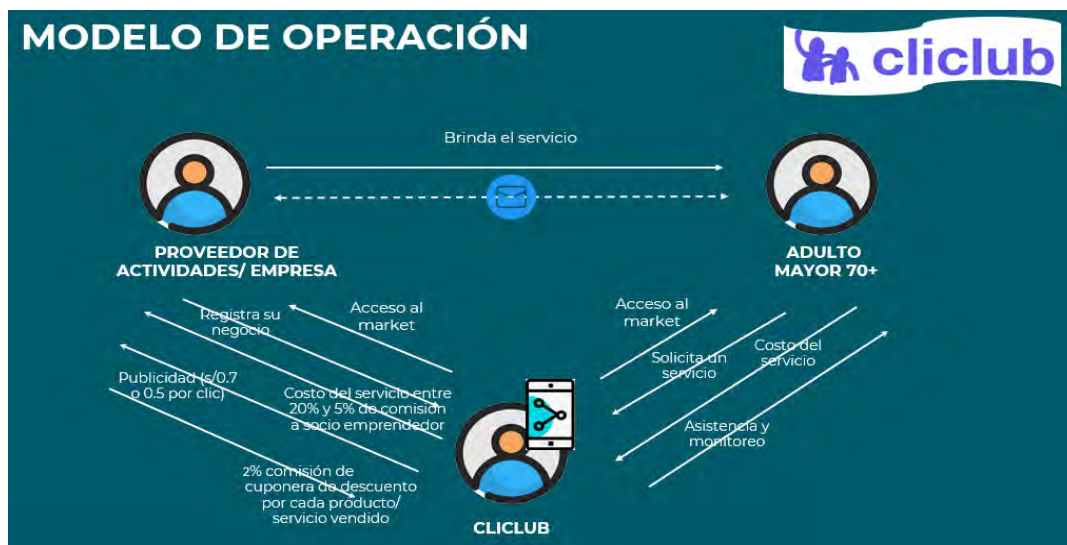 MODELO DE OPERACIÓN
cliclub
Brinda el servicio
PROVEEDOR DE
ACTIVIDADES/ EMPRESA
ADULTO
MAYOR 70+
Registra su
negocio
Acceso al
market
Acceso al
market
Solicita un
servicio
Costo del
servicio
Publicidad (s/0.7
o 0.5 por clic)
Costo del servicio entre
20% y 5% de comisión
a socio emprendedor
Asistencia y
monitoreo
2% comisión de
cuponera de descuento
por cada producto/
servicio vendido
CLICLUB